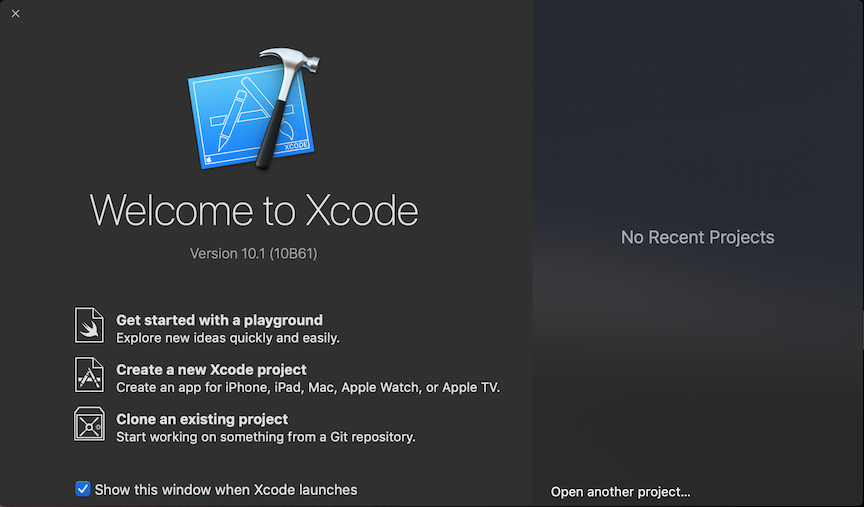 XCODE
Welcome to Xcode
Version 10.1 (10B61)
Get started with a playground
Explore new ideas quickly and easily.
Create a new Xcode project
Create an app for iPhone, iPad, Mac, Apple Watch, or Apple TV.
Clone an existing project
Start working on something from a Git repository.
Show this window when Xcode launches
No Recent Projects
Open another project...